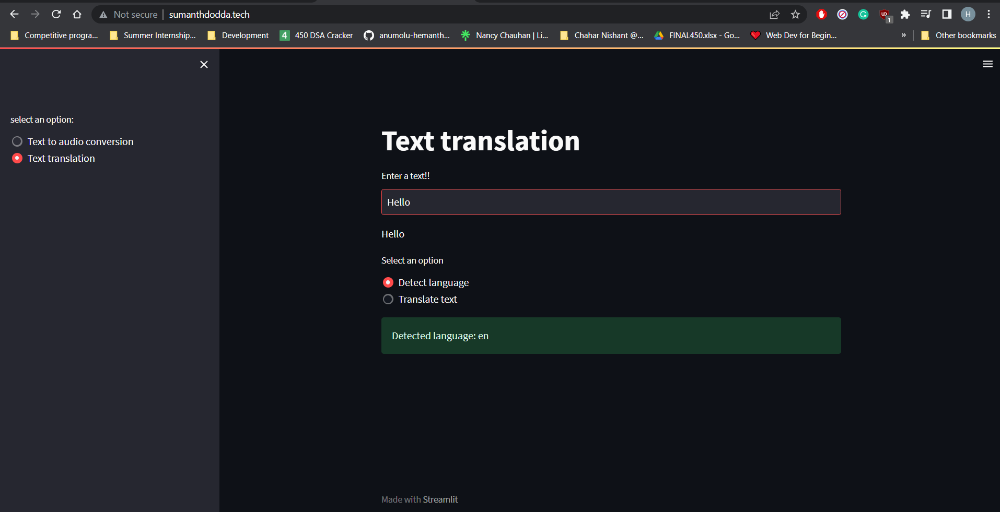 Not secure | sumanthdodda.tech
1
H
Competitive progra...
Summer Internship...
Development
4
450 DSA Cracker
anumolu-hemanth...
Nancy Chauhan | Li...
Chahar Nishant @...
FINAL450.xlsx - Go...
Web Dev for Begin...
»
Other bookmarks
select an option:
Text to audio conversion
Text translation
Text translation
Enter a text!!
Hello
Hello
Select an option
Detect language
Translate text
Detected language: en
Made with Streamlit